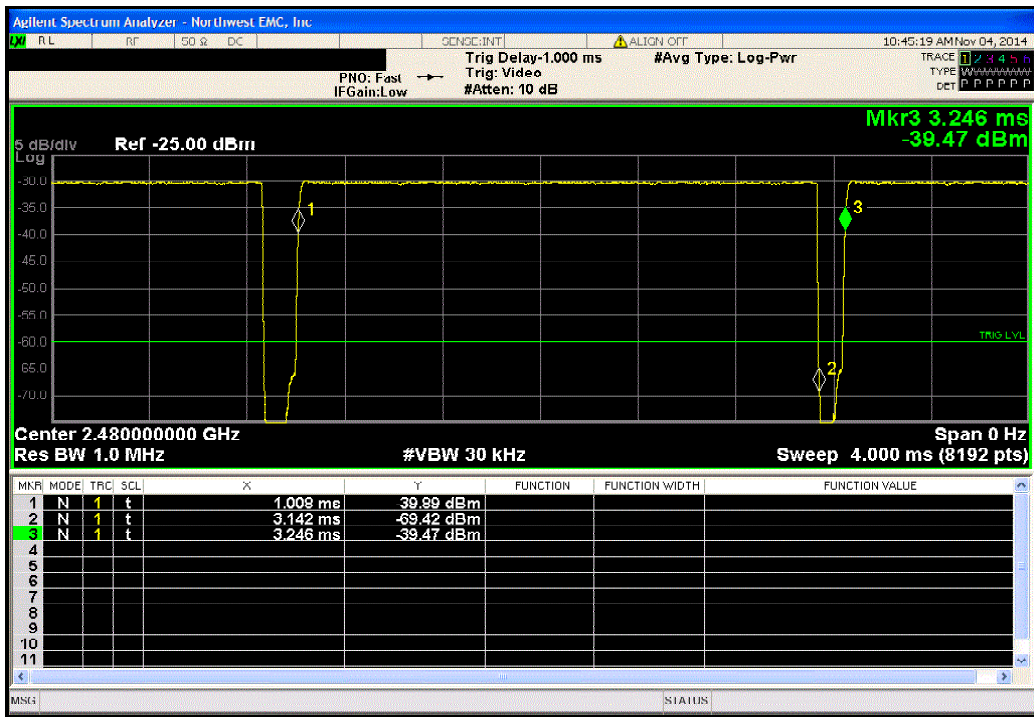 Agilent Spectrum Analyzer - Northwest EMC, Inc
LXI RL RF 50 Ω DC SENSE:INT ALIGN OFF 10:45:19 AM Nov 04, 2014
PNO: Fast
IFGain:Low
Trig Delay-1.000 ms
Trig: Video
#Atten: 10 dB
#Avg Type: Log-Pwr
TRACE 1 2 3 4 5 6
TYPE WWWWWW
DET P P P P P P
Mkr3 3.246 ms
-39.47 dBm
5 dB/div Ref -25.00 dBm
Log
-30.0
-35.0
-40.0
45.0
-50.0
-55.0
-60.0
65.0
-70.0
1
2
3
TRIG LVL
Center 2.480000000 GHz Span 0 Hz
Res BW 1.0 MHz #VBW 30 kHz Sweep 4.000 ms (8192 pts)
MKR MODE TRC SCL X Y FUNCTION FUNCTION WIDTH FUNCTION VALUE
1 N 1 t 1.009 ms 39.99 dBm
2 N 1 t 3.142 ms -69.42 dBm
3 N 1 t 3.246 ms -39.47 dBm
4
5
6
7
8
9
10
11
MSG STATUS